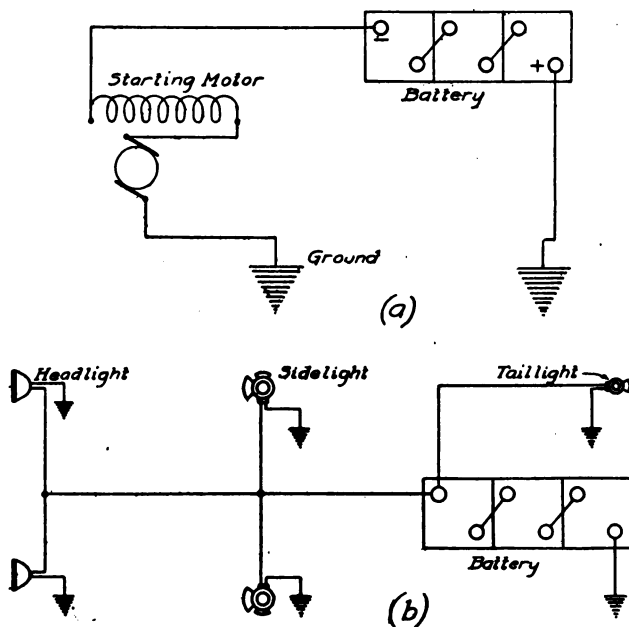 −
Starting Motor
+
Battery
Ground
(a)
Headlight
Sidelight
Taillight
Battery
(b)